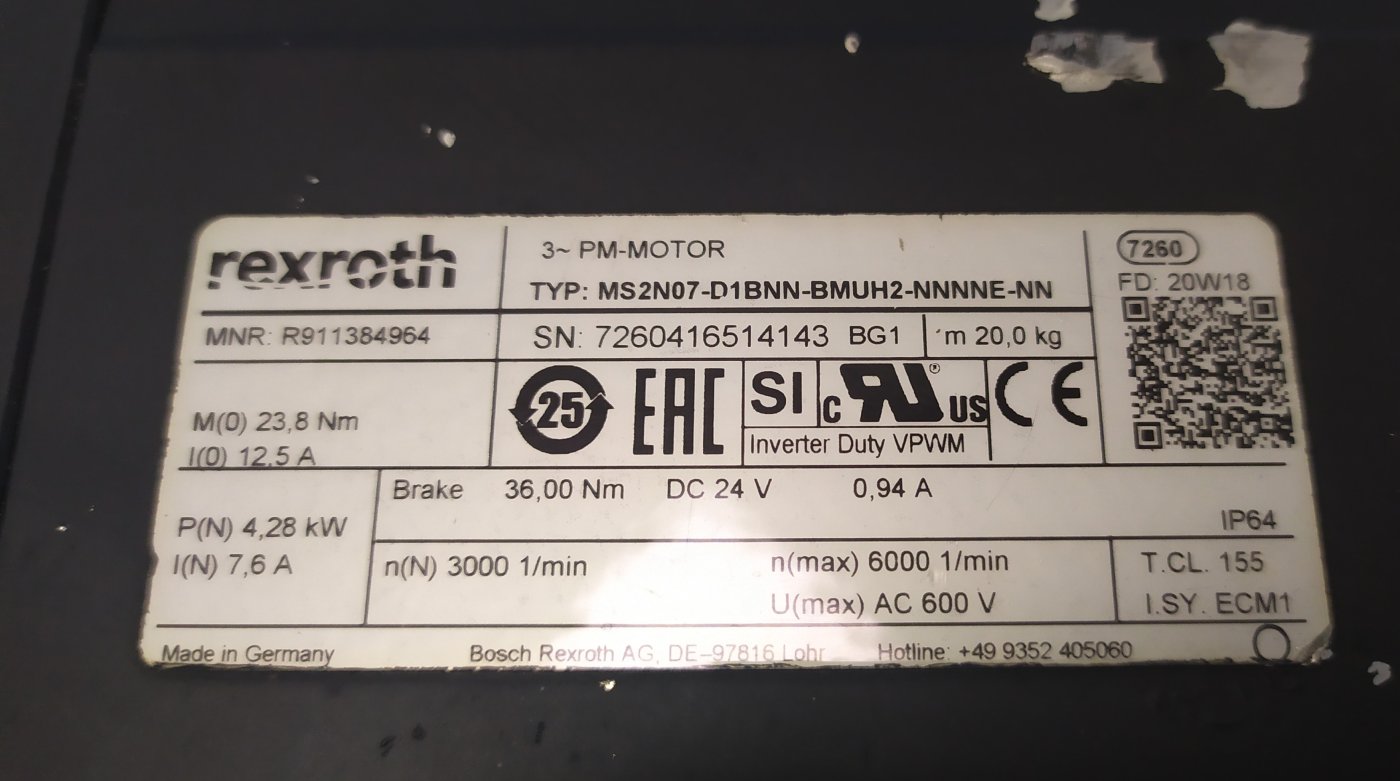 rexroth
3~ PM-MOTOR
TYP: MS2N07-D1BNN-BMUH2-NNNNE-NN
7260
FD: 20W18
MNR: R911384964
SN: 7260416514143 BG1
m 20,0 kg
M(0) 23,8 Nm
I(0) 12,5 A
25
EAC
SI
c RU® US
CE
Inverter Duty VPWM
Brake 36,00 Nm DC 24 V 0,94 A
IP64
P(N) 4,28 kW
I(N) 7,6 A
n(N) 3000 1/min
n(max) 6000 1/min
U(max) AC 600 V
T.CL. 155
I.SY. ECM1
Made in Germany
Bosch Rexroth AG, DE-97816 Lohr
Hotline: +49 9352 405060